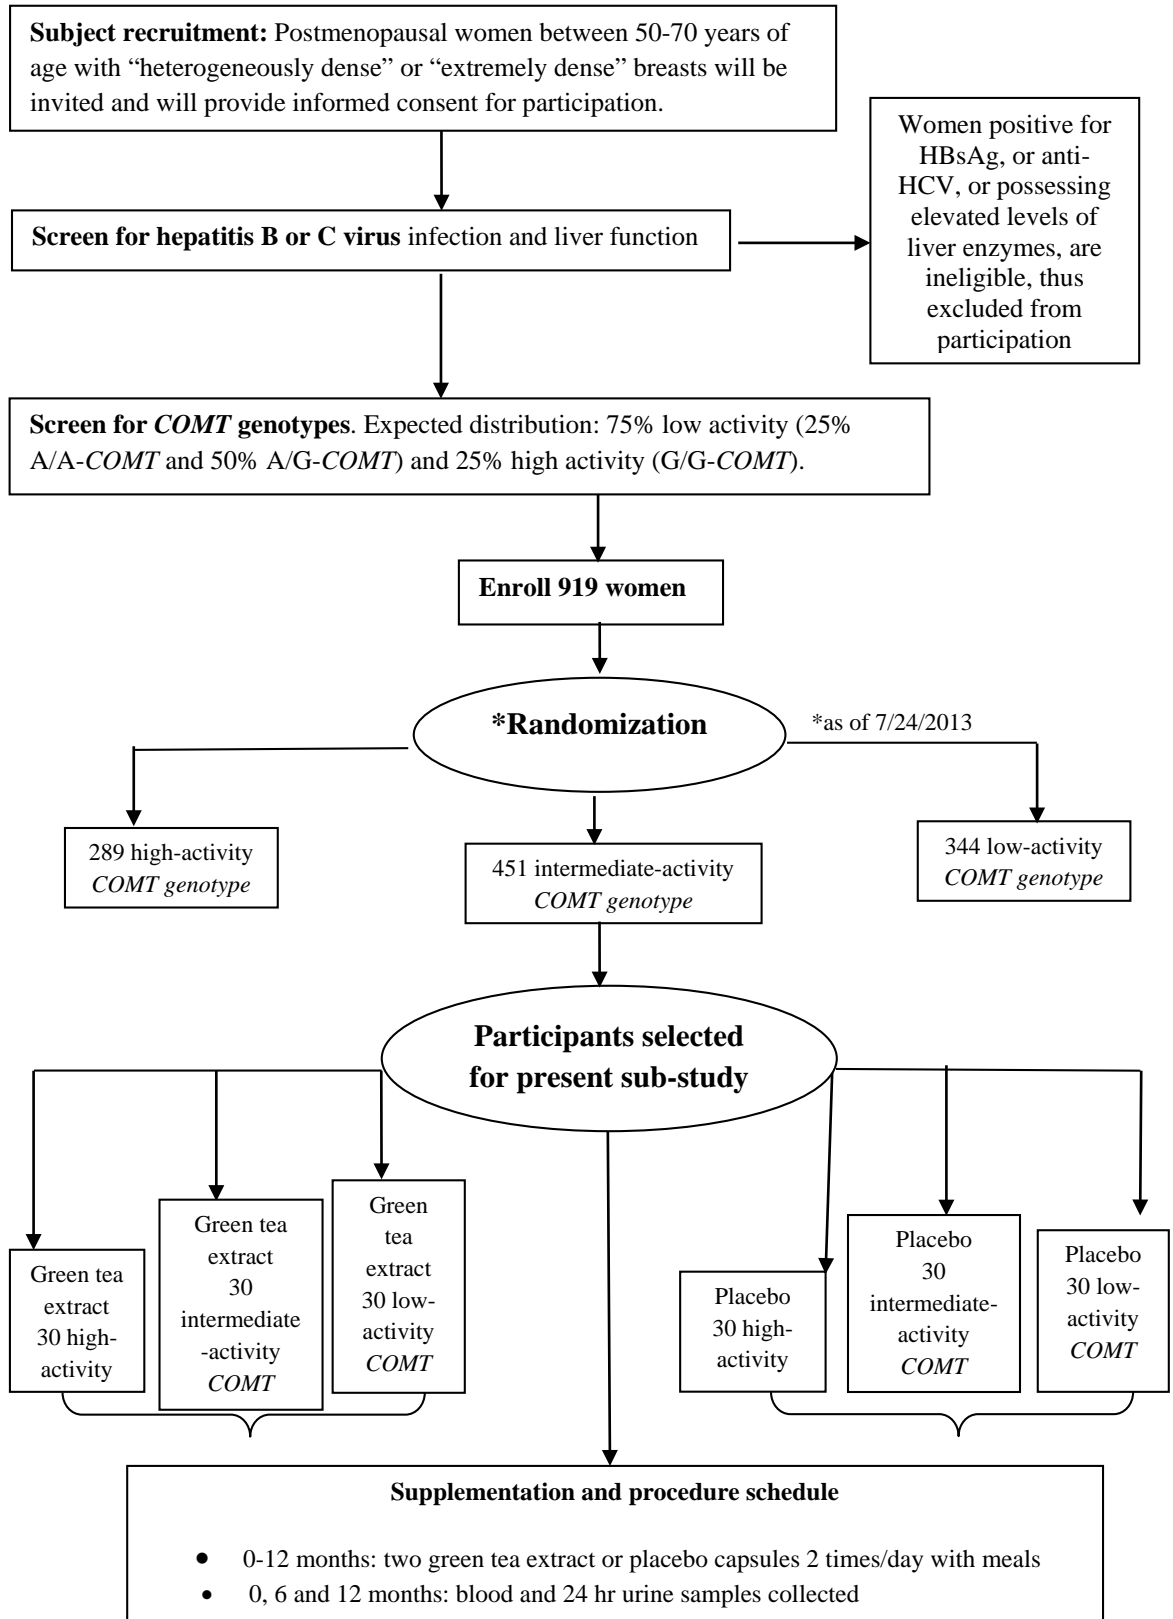 Subject recruitment: Postmenopausal women between 50-70 years of
age with “heterogeneously dense” or “extremely dense” breasts will be
invited and will provide informed consent for participation.
Women positive for
HBsAg, or anti-
HCV, or possessing
elevated levels of
liver enzymes, are
ineligible, thus
excluded from
participation
Screen for hepatitis B or C virus infection and liver function
Screen for COMT genotypes. Expected distribution: 75% low activity (25%
A/A-COMT and 50% A/G-COMT) and 25% high activity (G/G-COMT).
Enroll 919 women
*Randomization
*as of 7/24/2013
289 high-activity
COMT genotype
451 intermediate-activity
COMT genotype
344 low-activity
COMT genotype
Participants selected
for present sub-study
Green tea
extract
30 high-
activity
Green tea
extract
30
intermediate
-activity
COMT
Green
tea
extract
30 low-
activity
COMT
Placebo
30 high-
activity
Placebo
30
intermediate-
activity
COMT
Placebo
30 low-
activity
COMT
Supplementation and procedure schedule
• 0-12 months: two green tea extract or placebo capsules 2 times/day with meals
• 0, 6 and 12 months: blood and 24 hr urine samples collected